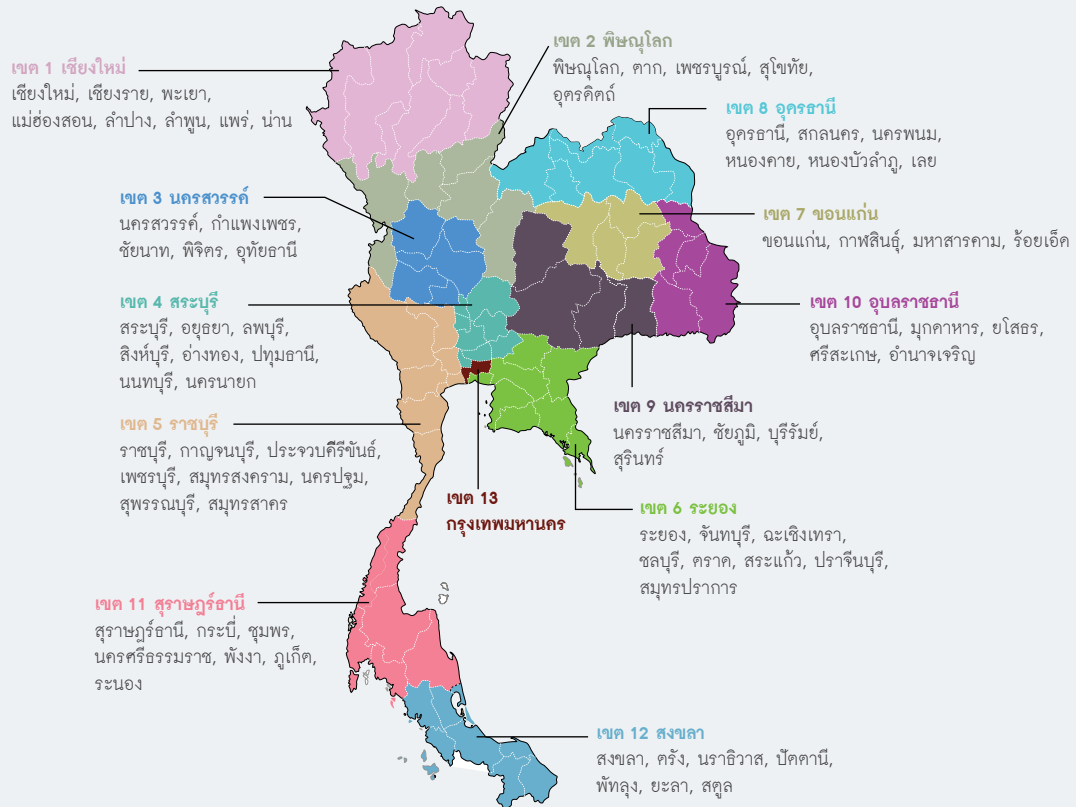 เขต 1 เชียงใหม่
เชียงใหม่, เชียงราย, พะเยา,
แม่ฮ่องสอน, ลำปาง, ลำพูน, แพร่, น่าน
เขต 2 พิษณุโลก
พิษณุโลก, ตาก, เพชรบูรณ์, สุโขทัย,
อุตรดิตถ์
เขต 8 อุดรธานี
อุดรธานี, สกลนคร, นครพนม,
หนองคาย, หนองบัวลำภู, เลย
เขต 3 นครสวรรค์
นครสวรรค์, กำแพงเพชร,
ชัยนาท, พิจิตร, อุทัยธานี
เขต 7 ขอนแก่น
ขอนแก่น, กาฬสินธุ์, มหาสารคาม, ร้อยเอ็ด
เขต 4 สระบุรี
สระบุรี, อยุธยา, ลพบุรี,
สิงห์บุรี, อ่างทอง, ปทุมธานี,
นนทบุรี, นครนายก
เขต 10 อุบลราชธานี
อุบลราชธานี, มุกดาหาร, ยโสธร,
ศรีสะเกษ, อำนาจเจริญ
เขต 9 นครราชสีมา
นครราชสีมา, ชัยภูมิ, บุรีรัมย์,
สุรินทร์
เขต 5 ราชบุรี
ราชบุรี, กาญจนบุรี, ประจวบคีรีขันธ์,
เพชรบุรี, สมุทรสงคราม, นครปฐม,
สุพรรณบุรี, สมุทรสาคร
เขต 13
กรุงเทพมหานคร
เขต 6 ระยอง
ระยอง, จันทบุรี, ฉะเชิงเทรา,
ชลบุรี, ตราด, สระแก้ว, ปราจีนบุรี,
สมุทรปราการ
เขต 11 สุราษฎร์ธานี
สุราษฎร์ธานี, กระบี่, ชุมพร,
นครศรีธรรมราช, พังงา, ภูเก็ต,
ระนอง
เขต 12 สงขลา
สงขลา, ตรัง, นราธิวาส, ปัตตานี,
พัทลุง, ยะลา, สตูล